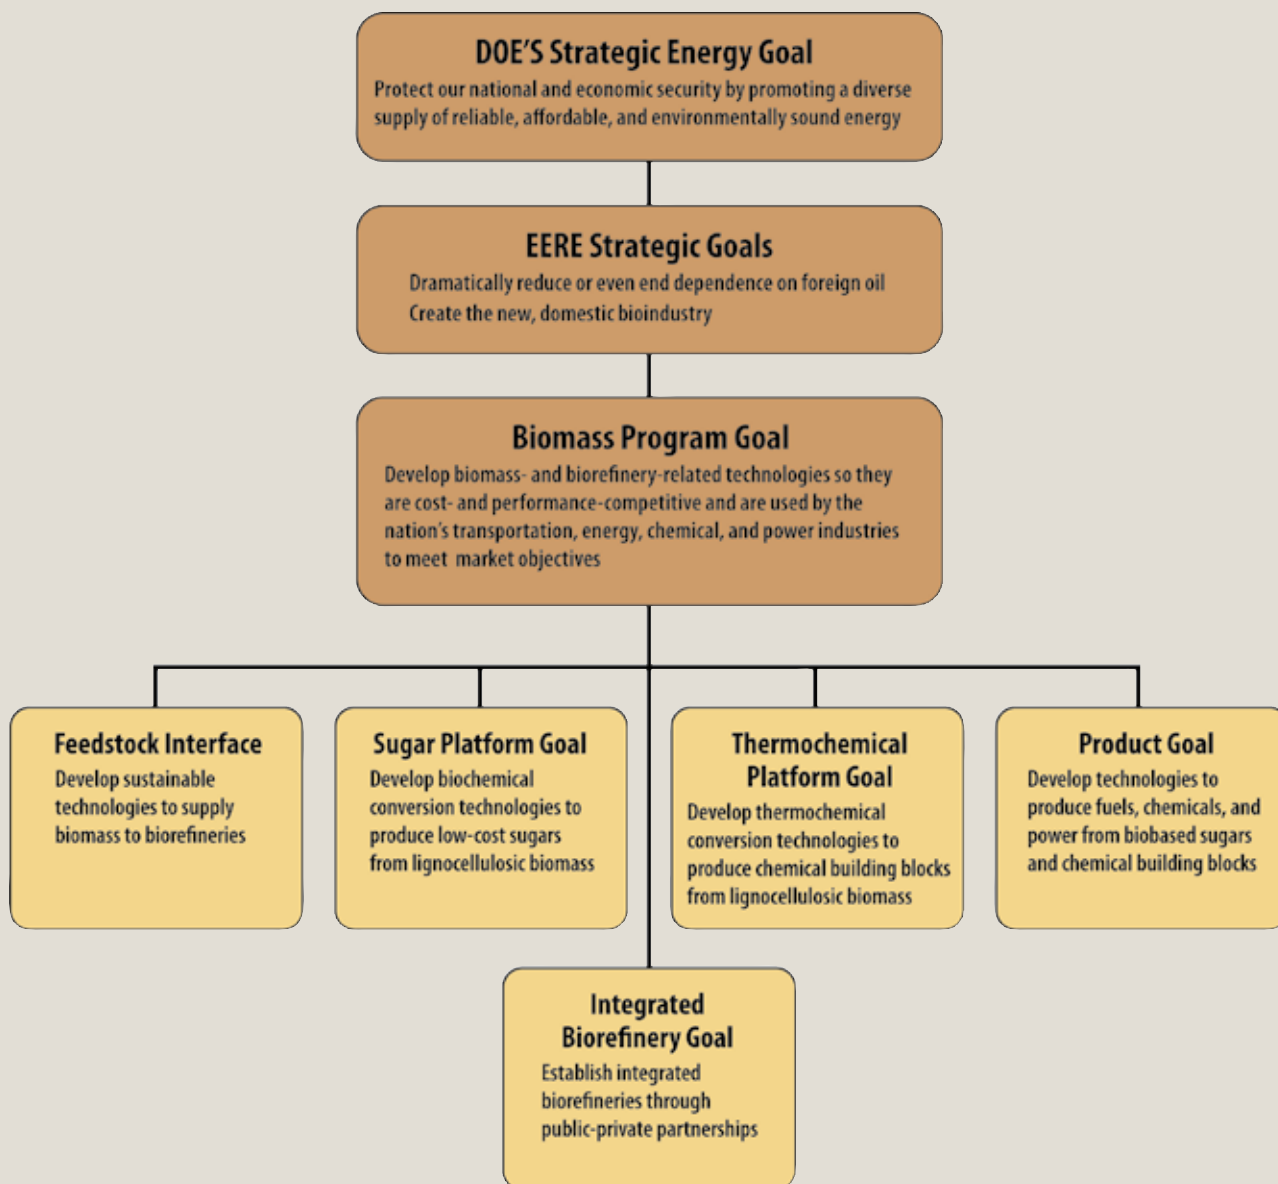 DOE'S Strategic Energy Goal
Protect our national and economic security by promoting a diverse
supply of reliable, affordable, and environmentally sound energy
EERE Strategic Goals
Dramatically reduce or even end dependence on foreign oil
Create the new, domestic bioindustry
Biomass Program Goal
Develop biomass- and biorefinery-related technologies so they
are cost- and performance-competitive and are used by the
nation's transportation, energy, chemical, and power industries
to meet market objectives
Feedstock Interface
Develop sustainable
technologies to supply
biomass to biorefineries
Sugar Platform Goal
Develop biochemical
conversion technologies to
produce low-cost sugars
from lignocellulosic biomass
Thermochemical
Platform Goal
Develop thermochemical
conversion technologies to
produce chemical building blocks
from lignocellulosic biomass
Product Goal
Develop technologies to
produce fuels, chemicals, and
power from biobased sugars
and chemical building blocks
Integrated
Biorefinery Goal
Establish integrated
biorefineries through
public-private partnerships